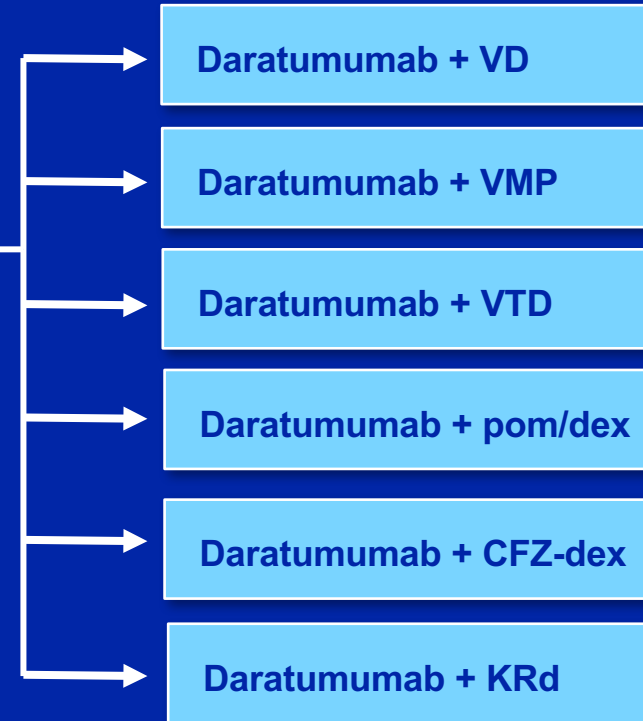 Daratumumab + VD
Daratumumab + VMP
Daratumumab + VTD
Daratumumab + pom/dex
Daratumumab + CFZ-dex
Daratumumab + KRd